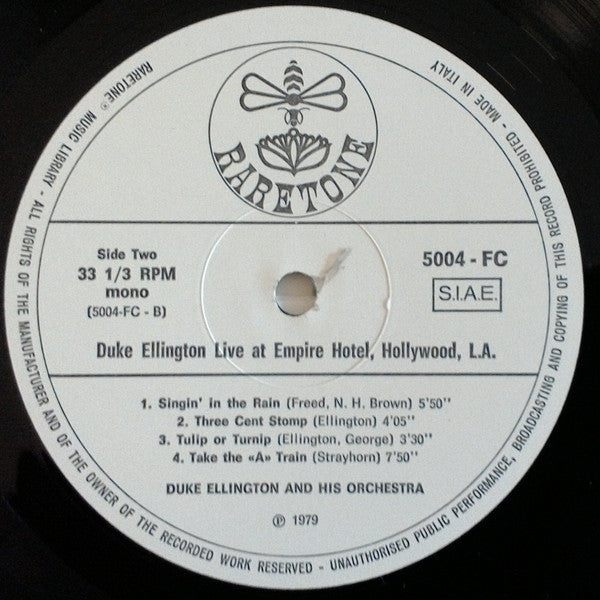 RARETONE
Side Two
33 1/3 RPM
mono
(5004-FC - B)
5004 - FC
S.I.A.E.
Duke Ellington Live at Empire Hotel, Hollywood, L.A.
1. Singin' in the Rain (Freed, N. H. Brown) 5'50''
2. Three Cent Stomp (Ellington) 4'05''
3. Tulip or Turnip (Ellington, George) 3'30''
4. Take the «A» Train (Strayhorn) 7'50''
DUKE ELLINGTON AND HIS ORCHESTRA
℗ 1979
RARETONE® MUSIC LIBRARY - ALL RIGHTS OF THE MANUFACTURER AND OF THE OWNER OF THE RECORDED WORK RESERVED - UNAUTHORISED PUBLIC PERFORMANCE, BROADCASTING AND COPYING OF THIS RECORD PROHIBITED - MADE IN ITALY